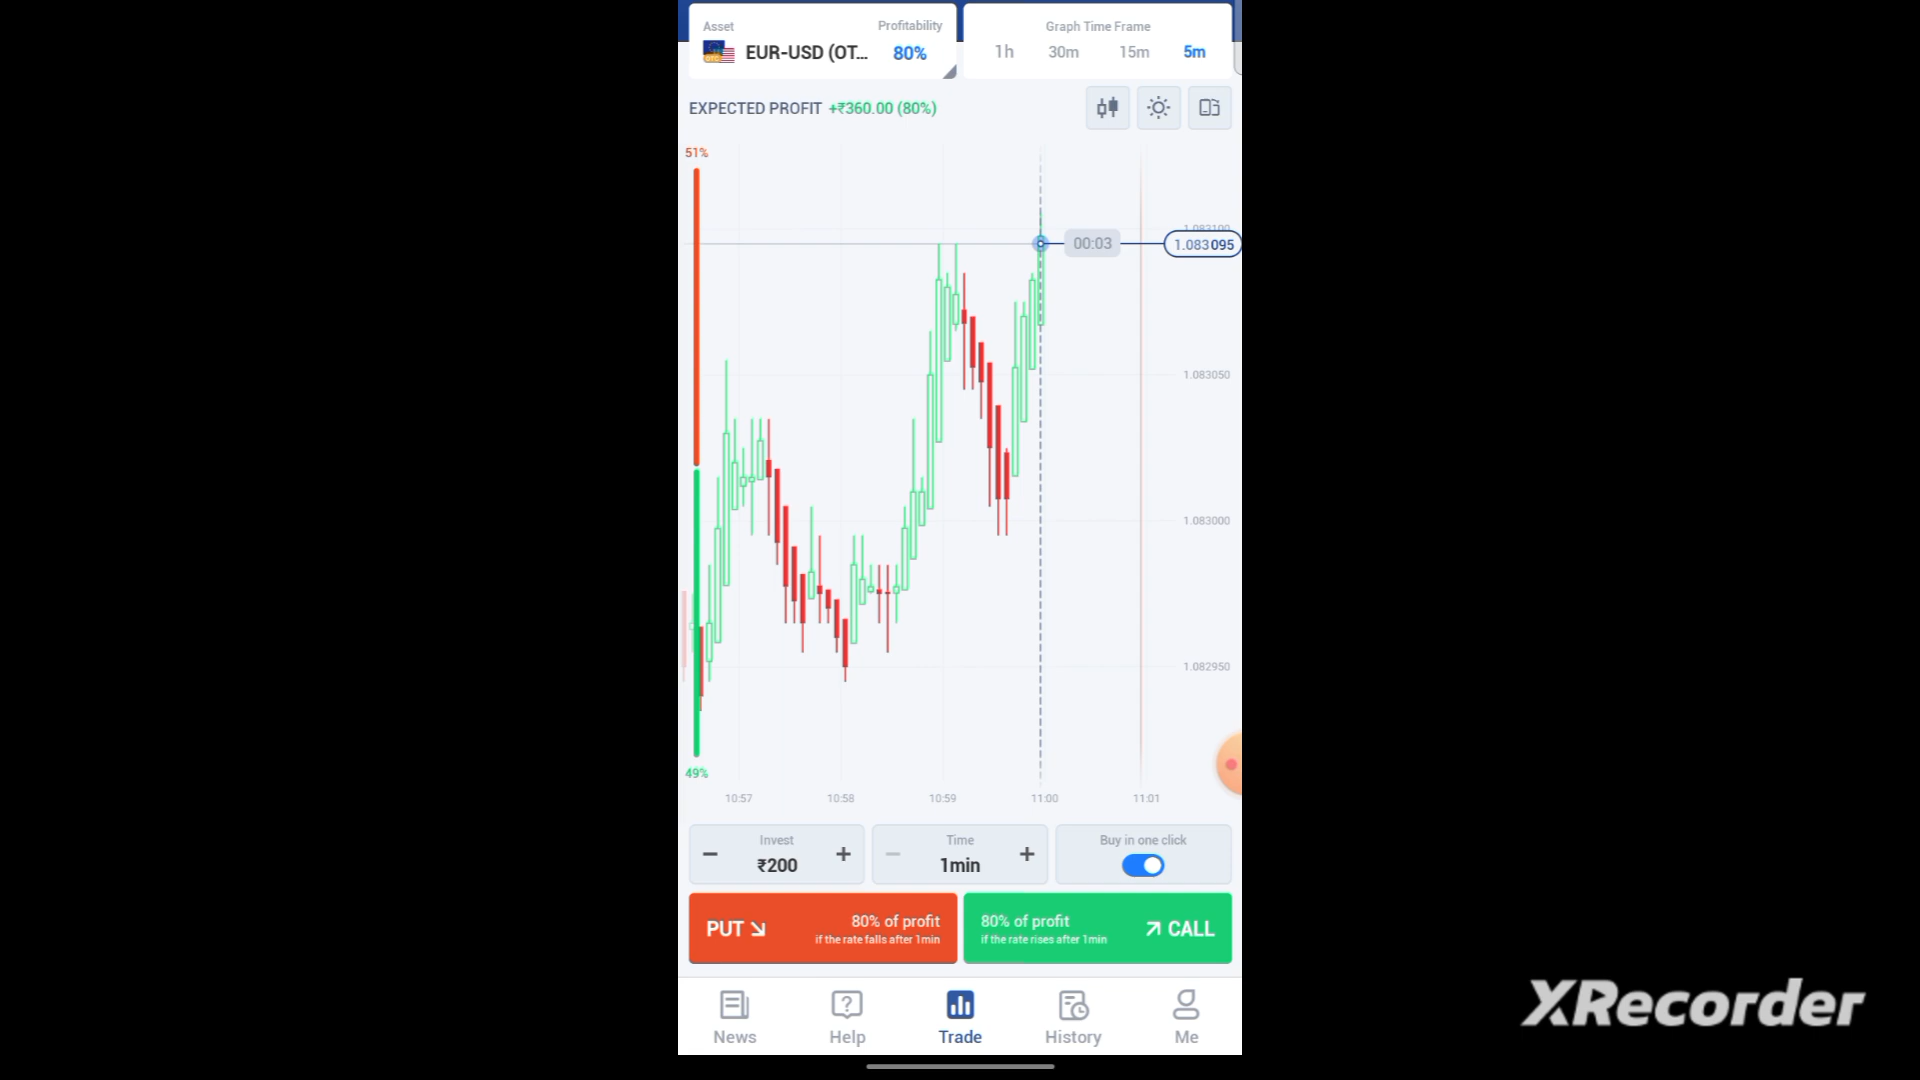 Asset
Profitability
EUR-USD (OT...
80%
Graph Time Frame
1h
30m
15m
5m
EXPECTED PROFIT +₹360.00 (80%)
51%
1.083100
00:03
1.083095
1.083050
1.083000
1.082950
49%
10:57
10:58
10:59
11:00
11:01
Invest
₹200
Time
1min
Buy in one click
PUT
80% of profit
if the rate falls after 1min
80% of profit
if the rate rises after 1min
CALL
News
Help
Trade
History
Me
XRecorder